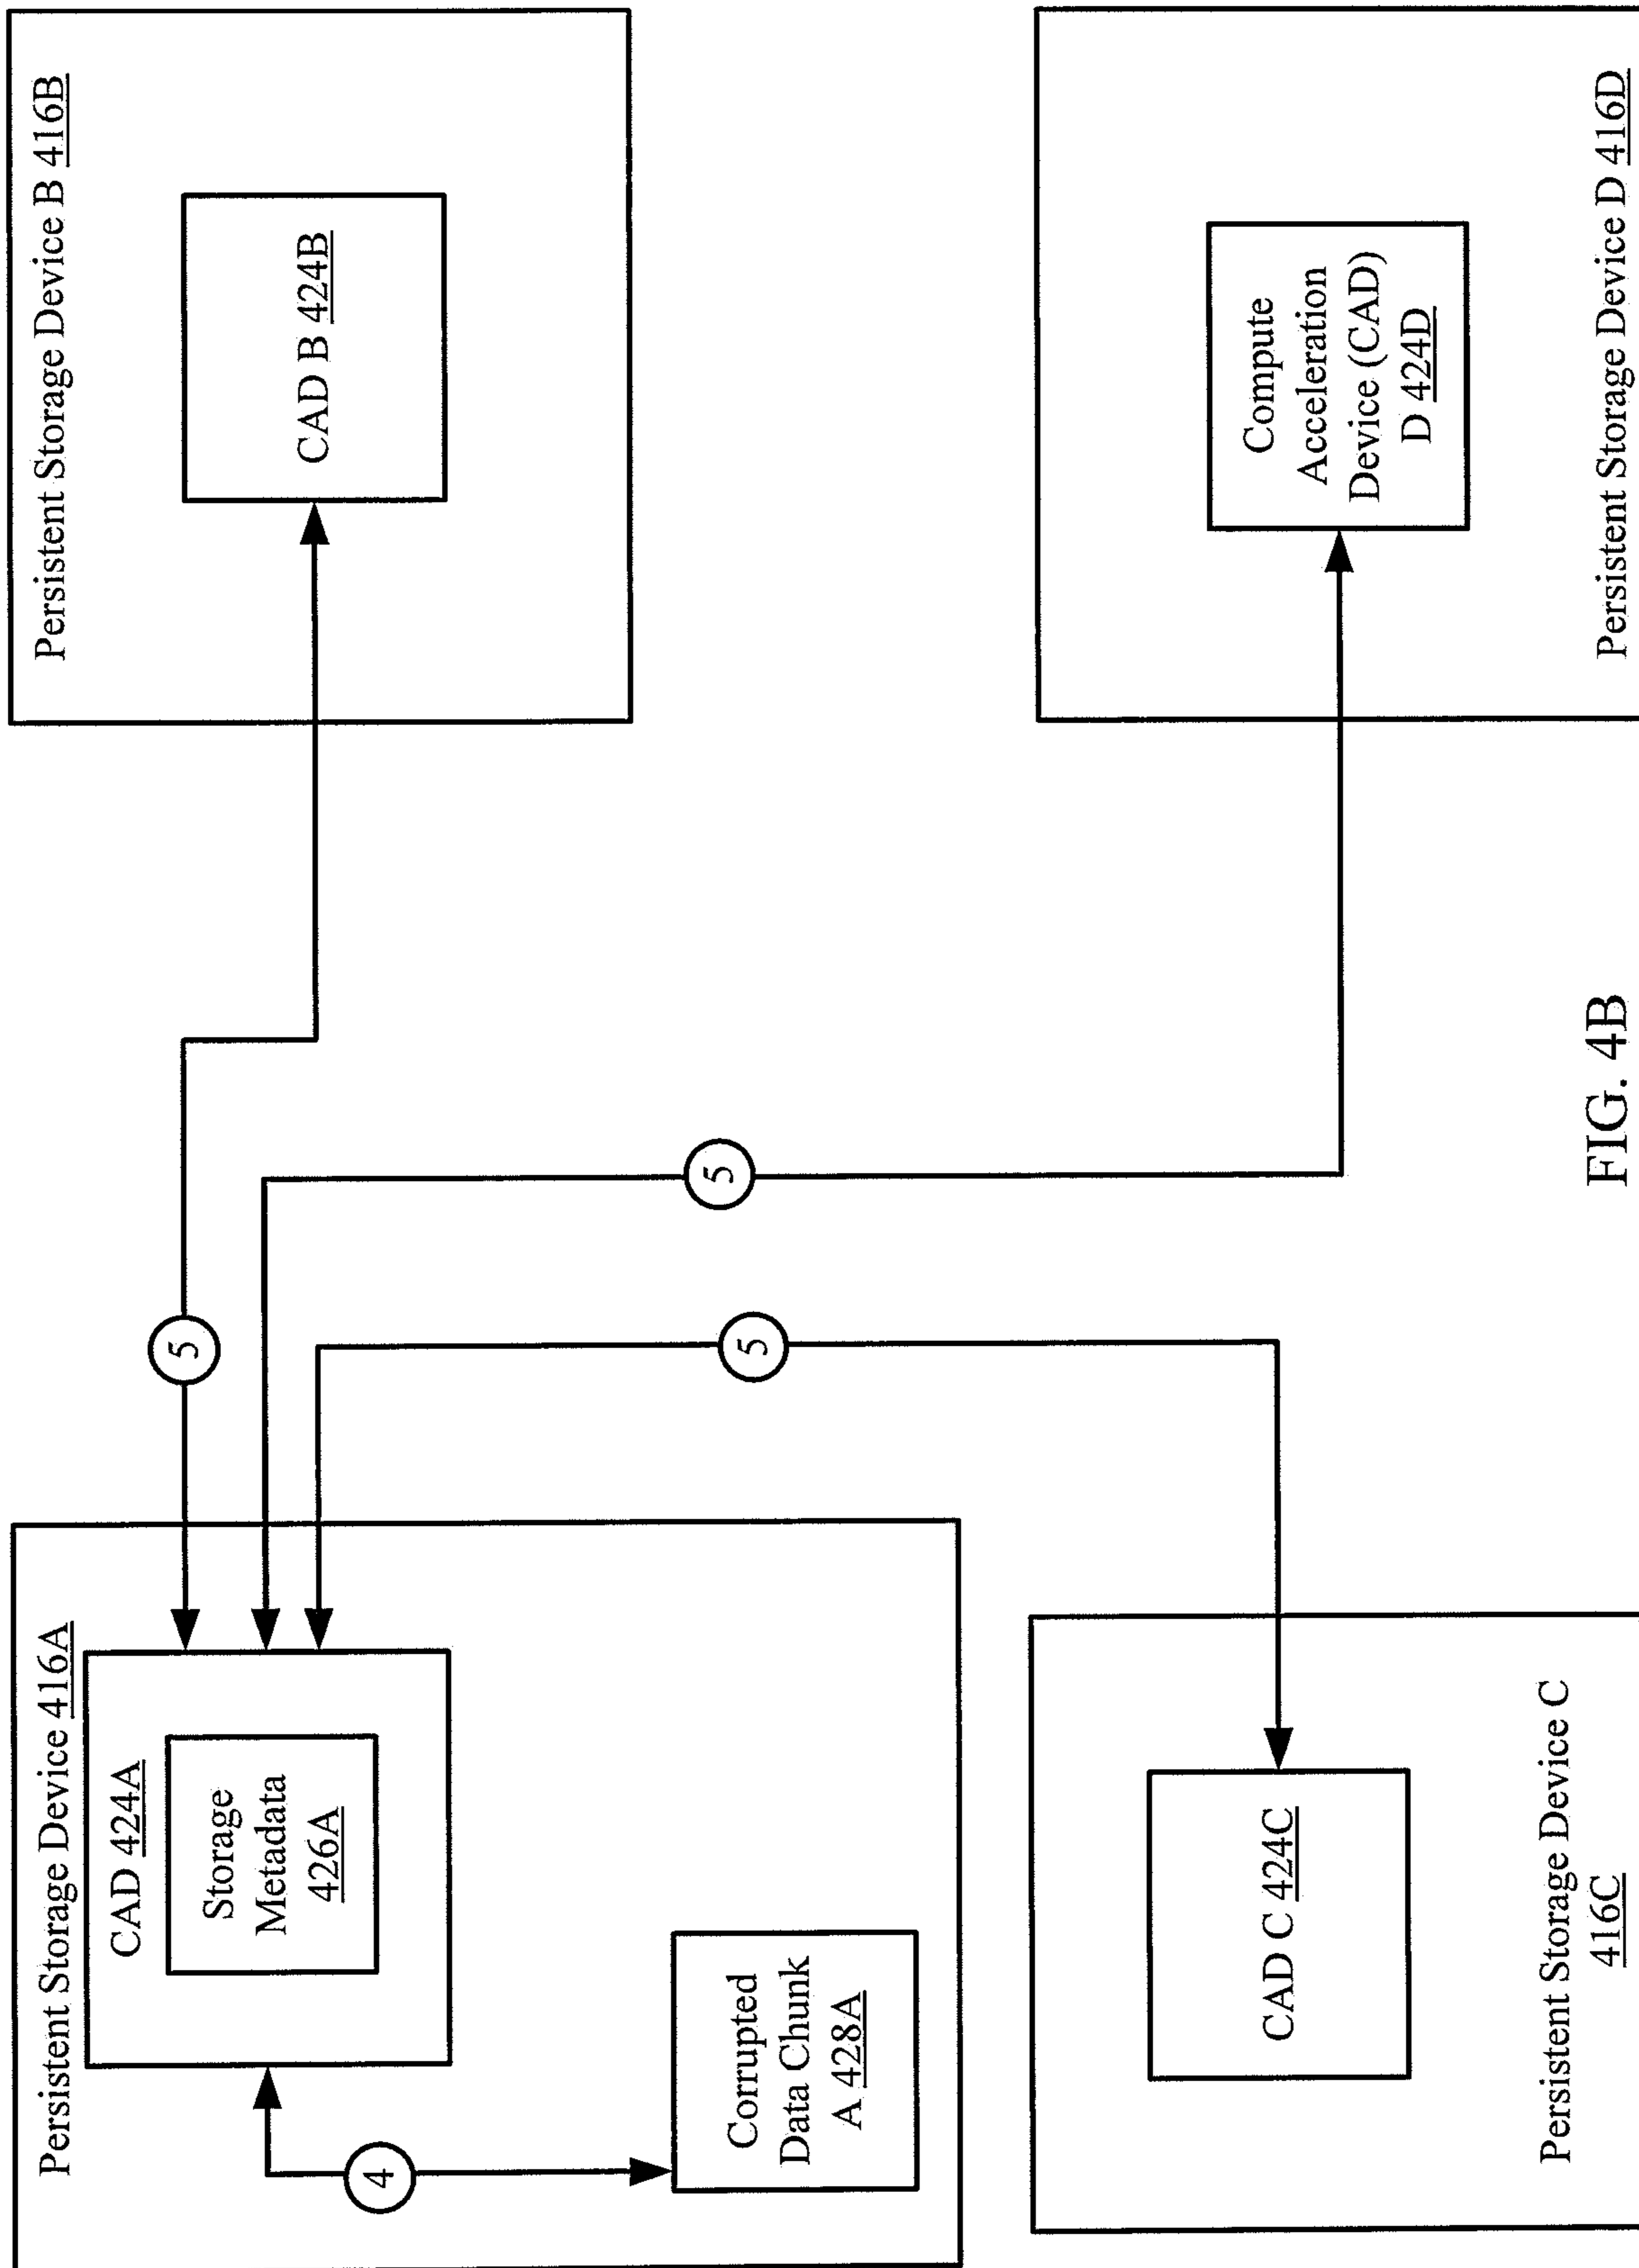 Persistent Storage Device 416A
CAD 424A
Storage
Metadata
426A
4
Corrupted
Data Chunk
A 428A
5
5
5
Persistent Storage Device B 416B
CAD B 424B
CAD C 424C
Persistent Storage Device C
416C
Compute
Acceleration
Device (CAD)
D 424D
Persistent Storage Device D 416D
FIG. 4B